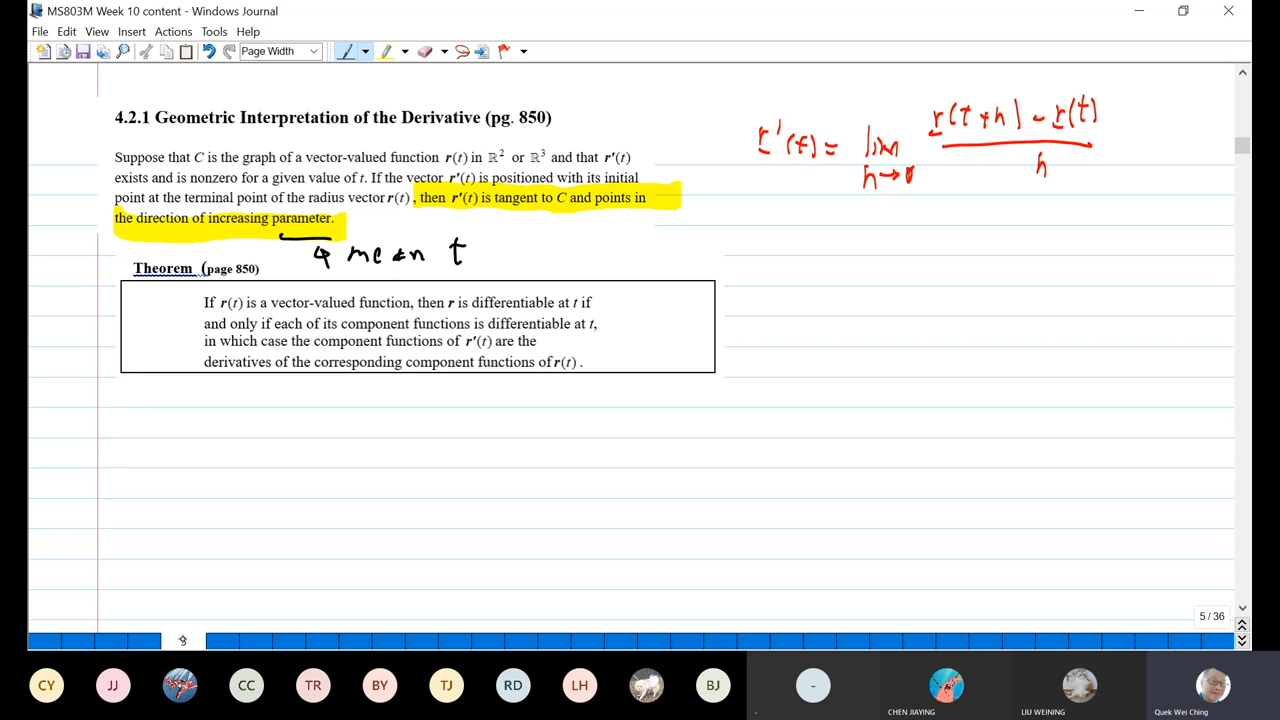 MS803M Week 10 content - Windows Journal
File Edit View Insert Actions Tools Help
Page Width
4.2.1 Geometric Interpretation of the Derivative (pg. 850)
r'(t) = lim h→0 r(t+h) - r(t) / h
Suppose that C is the graph of a vector-valued function r(t) in ℝ² or ℝ³ and that r'(t)
exists and is nonzero for a given value of t. If the vector r'(t) is positioned with its initial
point at the terminal point of the radius vector r(t), then r'(t) is tangent to C and points in
the direction of increasing parameter.
mean t
Theorem (page 850)
If r(t) is a vector-valued function, then r is differentiable at t if
and only if each of its component functions is differentiable at t,
in which case the component functions of r'(t) are the
derivatives of the corresponding component functions of r(t).
5 / 36
CY JJ CC TR BY TJ RD LH BJ -
- CHEN JIAYING LIU WEINING Quek Wei Ching